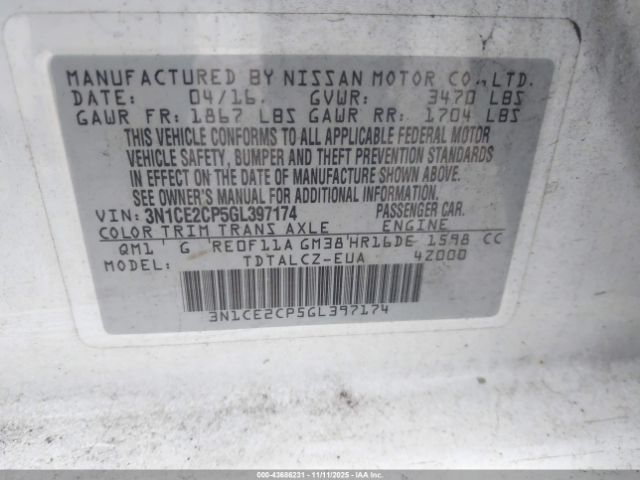 MANUFACTURED BY NISSAN MOTOR CO., LTD.
DATE: 04/16. GVWR: 3470 LBS
GAWR FR: 1867 LBS GAWR RR: 1704 LBS
THIS VEHICLE CONFORMS TO ALL APPLICABLE FEDERAL MOTOR
VEHICLE SAFETY, BUMPER AND THEFT PREVENTION STANDARDS
IN EFFECT ON THE DATE OF MANUFACTURE SHOWN ABOVE.
SEE OWNER'S MANUAL FOR ADDITIONAL INFORMATION.
VIN: 3N1CE2CP5GL397174 PASSENGER CAR.
COLOR TRIM TRANS AXLE ENGINE
QM1 G RE0F11A GM38 HR16DE 1598 CC
MODEL: TDTALCZ-EUA 4Z000
3N1CE2CP5GL397174
000-43686231 - 11/11/2025 - IAAI.COM